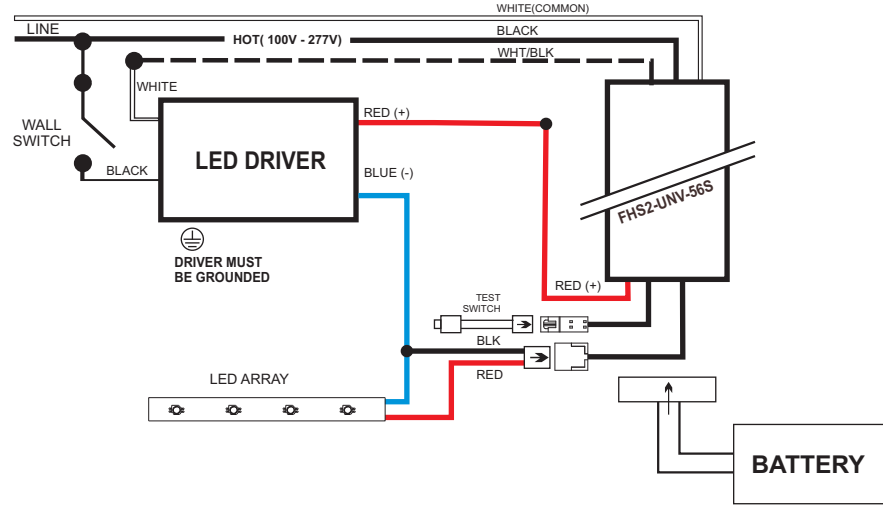 WHITE(COMMON)
LINE
BLACK
HOT( 100V - 277V)
WHT/BLK
WHITE
RED (+)
WALL
SWITCH
LED DRIVER
BLACK
BLUE (-)
FHS2-UNV-56S
DRIVER MUST
BE GROUNDED
RED (+)
TEST
SWITCH
BLK
RED
LED ARRAY
BATTERY